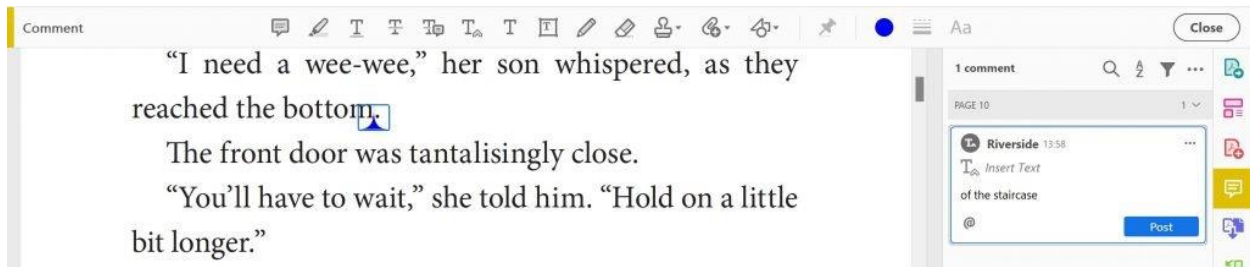 Comment
Aa
Close
“I need a wee-wee,” her son whispered, as they
reached the bottom.
The front door was tantalisingly close.
“You’ll have to wait,” she told him. “Hold on a little
bit longer.”
1 comment
PAGE 10
1
Riverside 13:58
Insert Text
of the staircase
@
Post